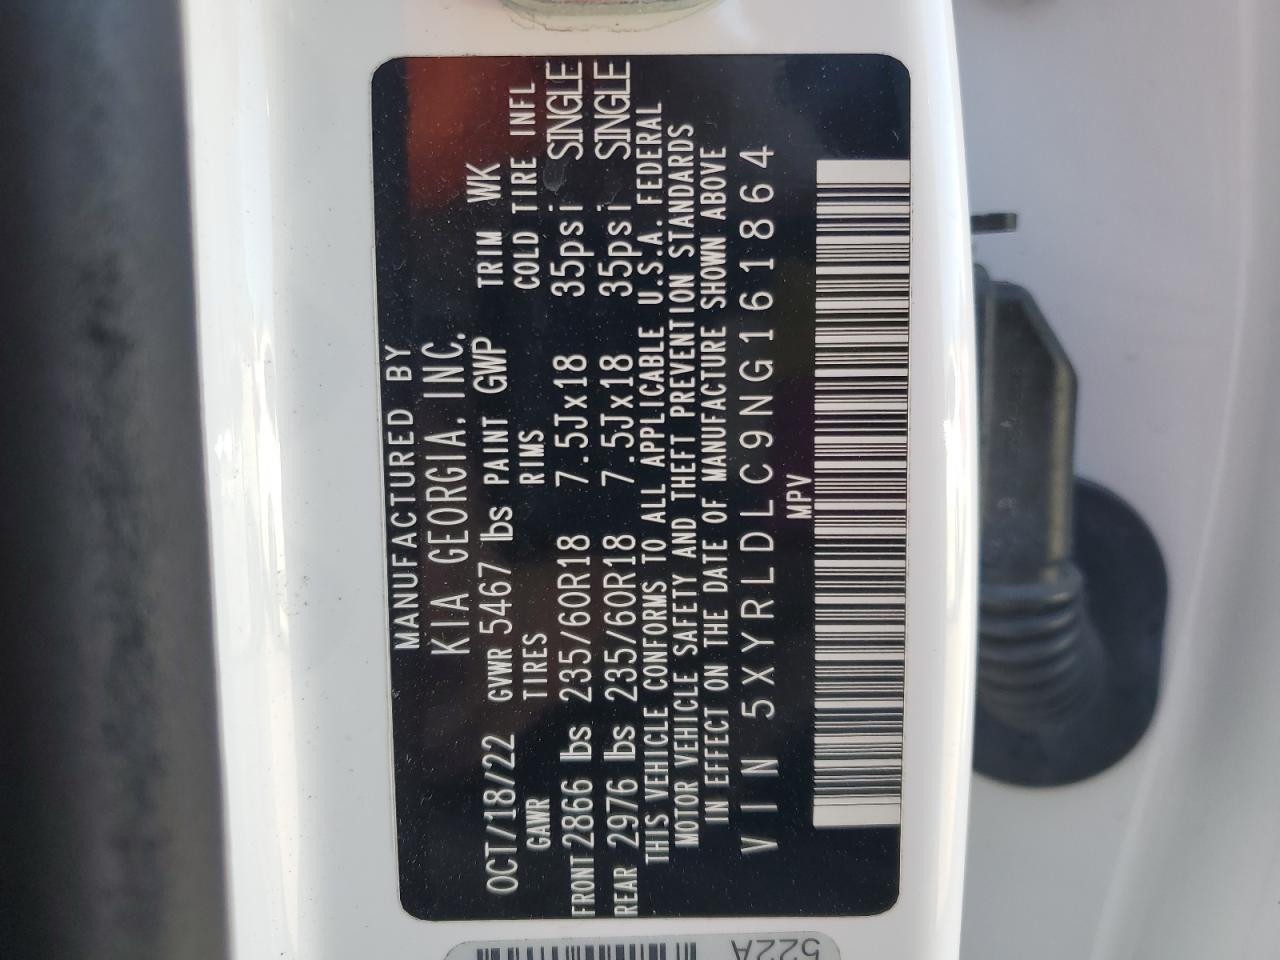 MANUFACTURED BY
KIA GEORGIA, INC.
OCT/18/22 GVWR 5467 lbs PAINT GWP TRIM WK
GAWR TIRES RIMS COLD TIRE INFL
FRONT 2866 lbs 235/60R18 7.5Jx18 35psi SINGLE
REAR 2976 lbs 235/60R18 7.5Jx18 35psi SINGLE
THIS VEHICLE CONFORMS TO ALL APPLICABLE U.S.A. FEDERAL
MOTOR VEHICLE SAFETY AND THEFT PREVENTION STANDARDS
IN EFFECT ON THE DATE OF MANUFACTURE SHOWN ABOVE
VIN 5XYRLDLC9NG161864
MPV
522A